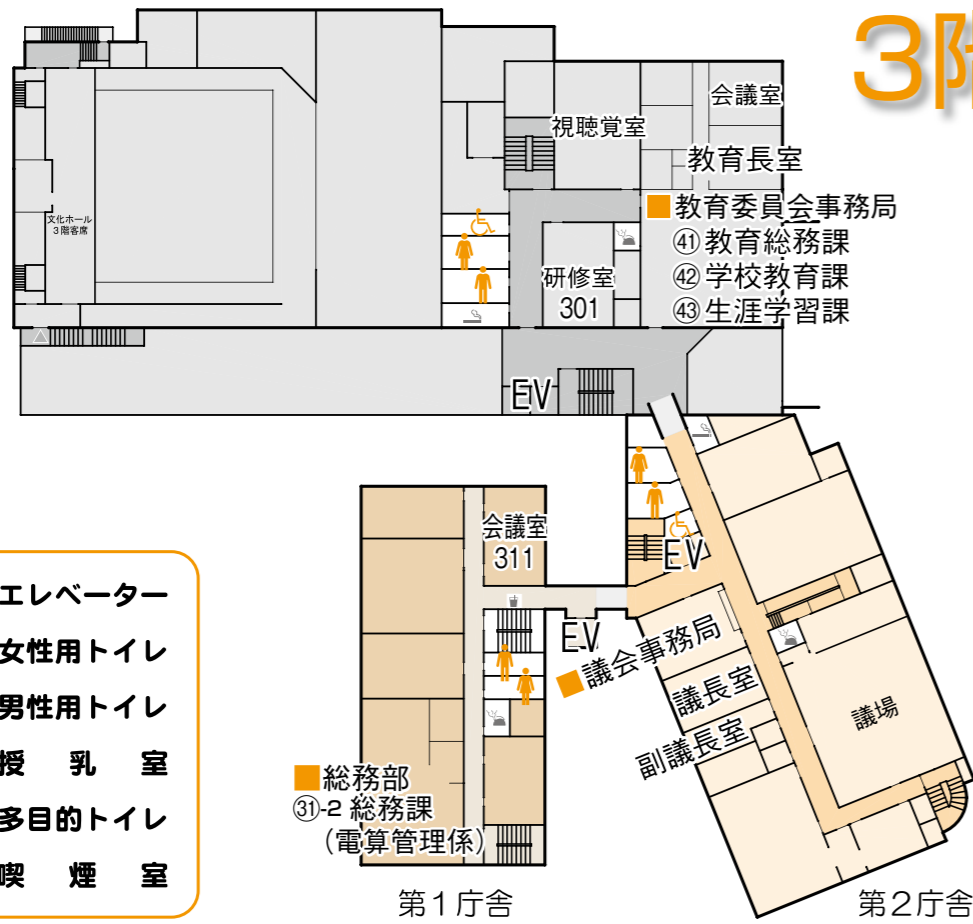 3階
会議室
視聴覚室
教育長室
■教育委員会事務局
㊶教育総務課
㊷学校教育課
㊸生涯学習課
文化ホール
3階客席
研修室
301
EV
会議室
311
EV
EV
■議会事務局
議長室
副議長室
議場
■総務部
㉛-2 総務課
(電算管理係)
エレベーター
女性用トイレ
男性用トイレ
授乳室
多目的トイレ
喫煙室
第1庁舎
第2庁舎